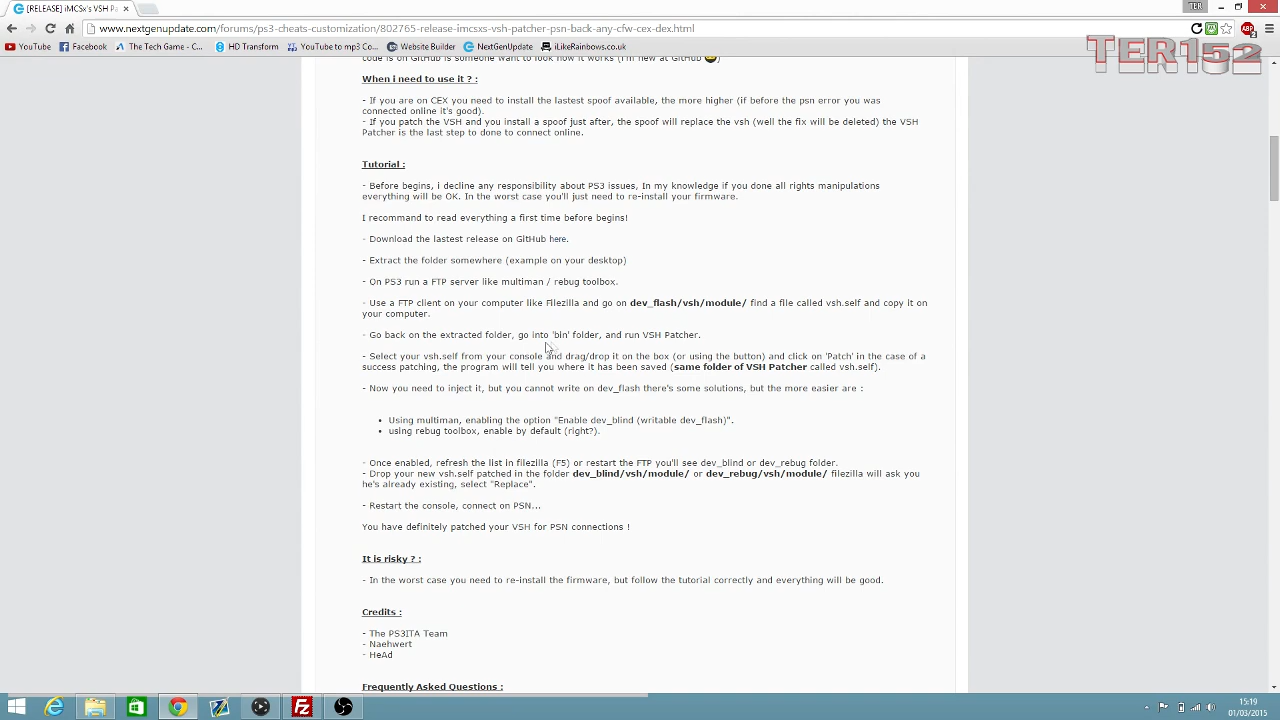 [RELEASE] iMCSx's VSH Pa
TER
www.nextgenupdate.com/forums/ps3-cheats-customization/802765-release-imcsxs-vsh-patcher-psn-back-any-cfw-cex-dex.html
YouTube Facebook The Tech Game - C... HD Transform YouTube to mp3 Co... Website Builder NextGenUpdate iLikeRainbows.co.uk
TER152
code is on GitHub is someone want to look how it works (I'm new at GitHub )
When i need to use it ? :
- If you are on CEX you need to install the lastest spoof available, the more higher (if before the psn error you was
connected online it's good).
- If you patch the VSH and you install a spoof just after, the spoof will replace the vsh (well the fix will be deleted) the VSH
Patcher is the last step to done to connect online.
Tutorial :
- Before begins, i decline any responsibility about PS3 issues, In my knowledge if you done all rights manipulations
everything will be OK. In the worst case you'll just need to re-install your firmware.
I recommand to read everything a first time before begins!
- Download the lastest release on GitHub here.
- Extract the folder somewhere (example on your desktop)
- On PS3 run a FTP server like multiman / rebug toolbox.
- Use a FTP client on your computer like Filezilla and go on dev_flash/vsh/module/ find a file called vsh.self and copy it on
your computer.
- Go back on the extracted folder, go into 'bin' folder, and run VSH Patcher.
- Select your vsh.self from your console and drag/drop it on the box (or using the button) and click on 'Patch' in the case of a
success patching, the program will tell you where it has been saved (same folder of VSH Patcher called vsh.self).
- Now you need to inject it, but you cannot write on dev_flash there's some solutions, but the more easier are :
• Using multiman, enabling the option "Enable dev_blind (writable dev_flash)".
• using rebug toolbox, enable by default (right?).
- Once enabled, refresh the list in filezilla (F5) or restart the FTP you'll see dev_blind or dev_rebug folder.
- Drop your new vsh.self patched in the folder dev_blind/vsh/module/ or dev_rebug/vsh/module/ filezilla will ask you
he's already existing, select "Replace".
- Restart the console, connect on PSN...
You have definitely patched your VSH for PSN connections !
It is risky ? :
- In the worst case you need to re-install the firmware, but follow the tutorial correctly and everything will be good.
Credits :
- The PS3ITA Team
- Naehwert
- HeAd
Frequently Asked Questions :
15:19
01/03/2015